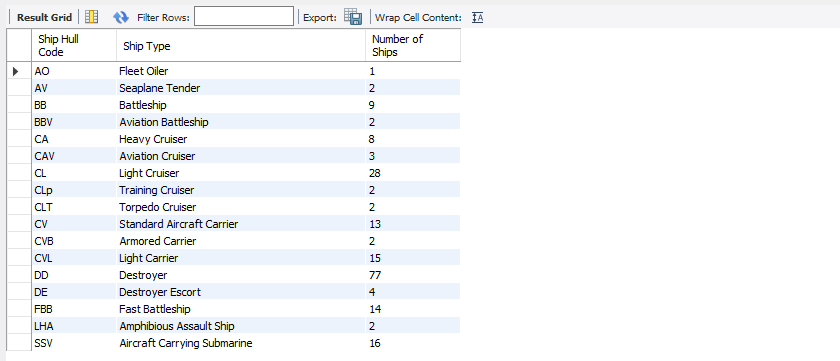 Result Grid Filter Rows: Export: Wrap Cell Content: IA
Ship Hull Code Ship Type Number of Ships
AO Fleet Oiler 1
AV Seaplane Tender 2
BB Battleship 9
BBV Aviation Battleship 2
CA Heavy Cruiser 8
CAV Aviation Cruiser 3
CL Light Cruiser 28
CLp Training Cruiser 2
CLT Torpedo Cruiser 2
CV Standard Aircraft Carrier 13
CVB Armored Carrier 2
CVL Light Carrier 15
DD Destroyer 77
DE Destroyer Escort 4
FBB Fast Battleship 14
LHA Amphibious Assault Ship 2
SSV Aircraft Carrying Submarine 16